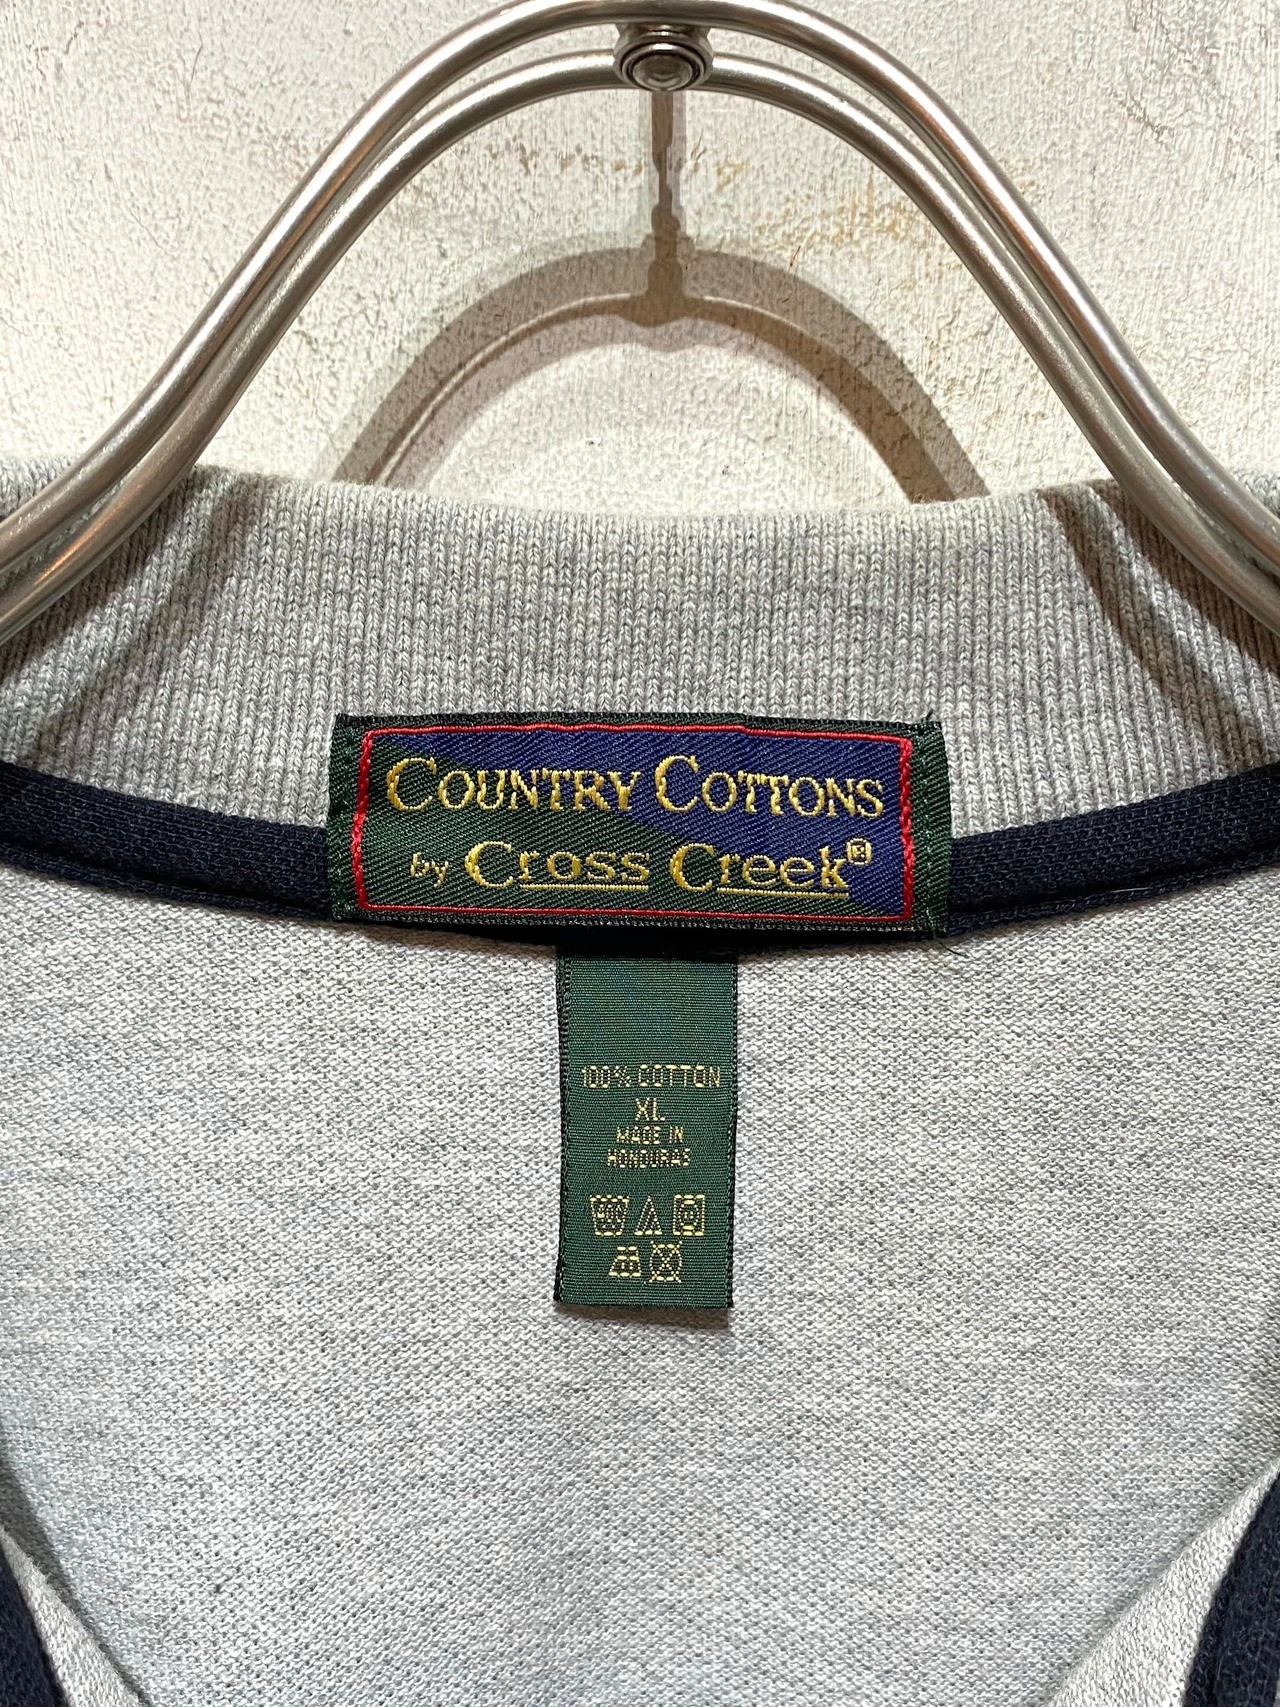 COUNTRY COTTONS
by Cross Creek®
100% COTTON
XL
MADE IN
HONDURAS